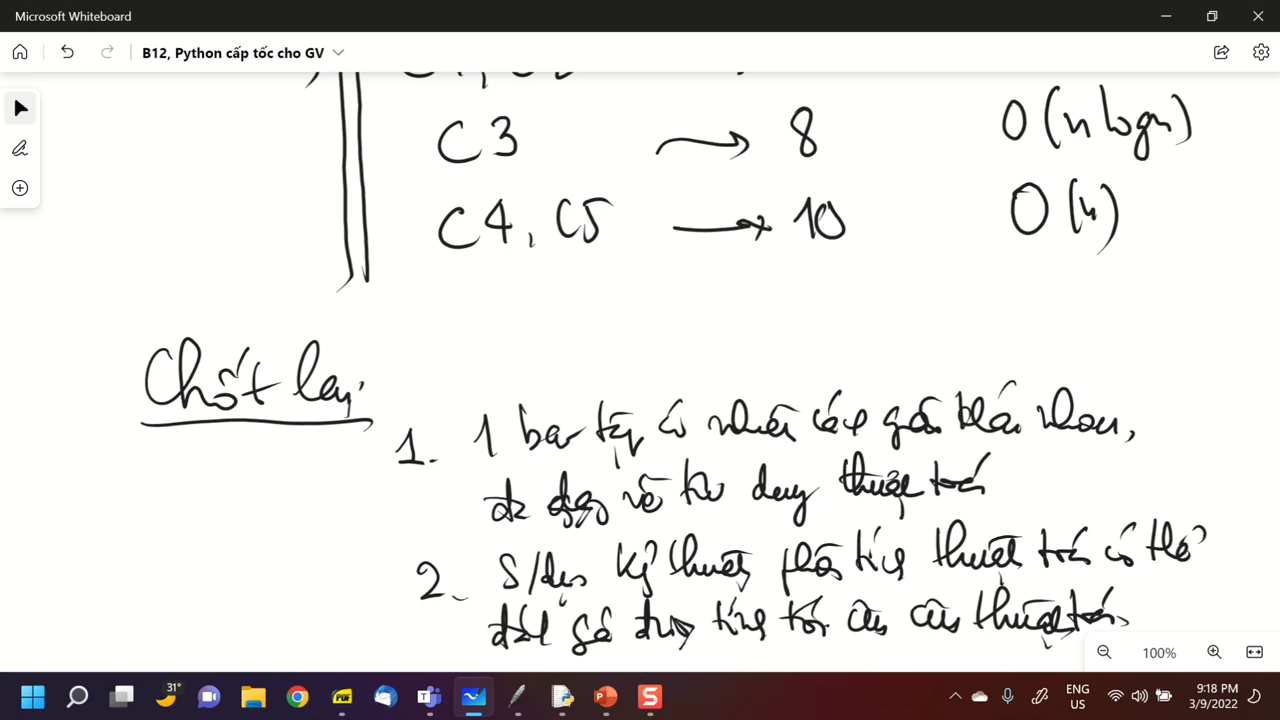 Microsoft Whiteboard
B12, Python cấp tốc cho GV
C3 → 8 O(n logn)
C4, C5 → 10 O(n)
Chốt lại:
1. 1 bài tập có nhiều cách giải khác nhau,
đa dạng về tư duy thuật toán
2. S/dụng kỹ thuật phân tích thuật toán có thể
đánh giá được tính tối ưu của thuật toán.
100%
31°
ENG
US
9:18 PM
3/9/2022